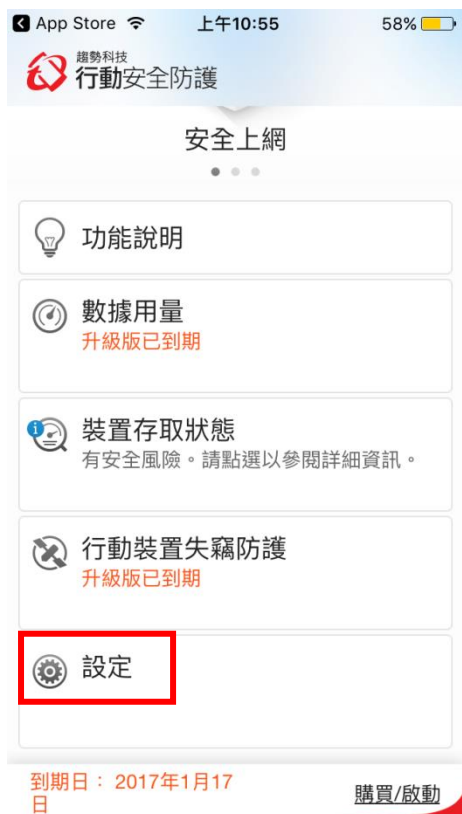 App Store 上午10:55 58%
趨勢科技
行動安全防護
安全上網
功能說明
數據用量
升級版已到期
裝置存取狀態
有安全風險。請點選以參閱詳細資訊。
行動裝置失竊防護
升級版已到期
設定
到期日： 2017年1月17
日
購買/啟動